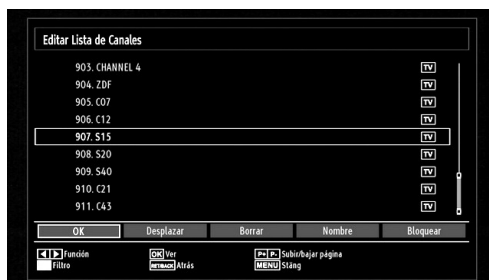 Editar Lista de Canales
903. CHANNEL 4 TV
904. ZDF TV
905. C07 TV
906. C12 TV
907. S15 TV
908. S20 TV
909. S40 TV
910. C21 TV
911. C43 TV
OK Desplazar Borrar Nombre Bloquear
Función OK Ver P+ P- Subir/bajar página
Filtro RET/BACK Atrás MENU Stäng